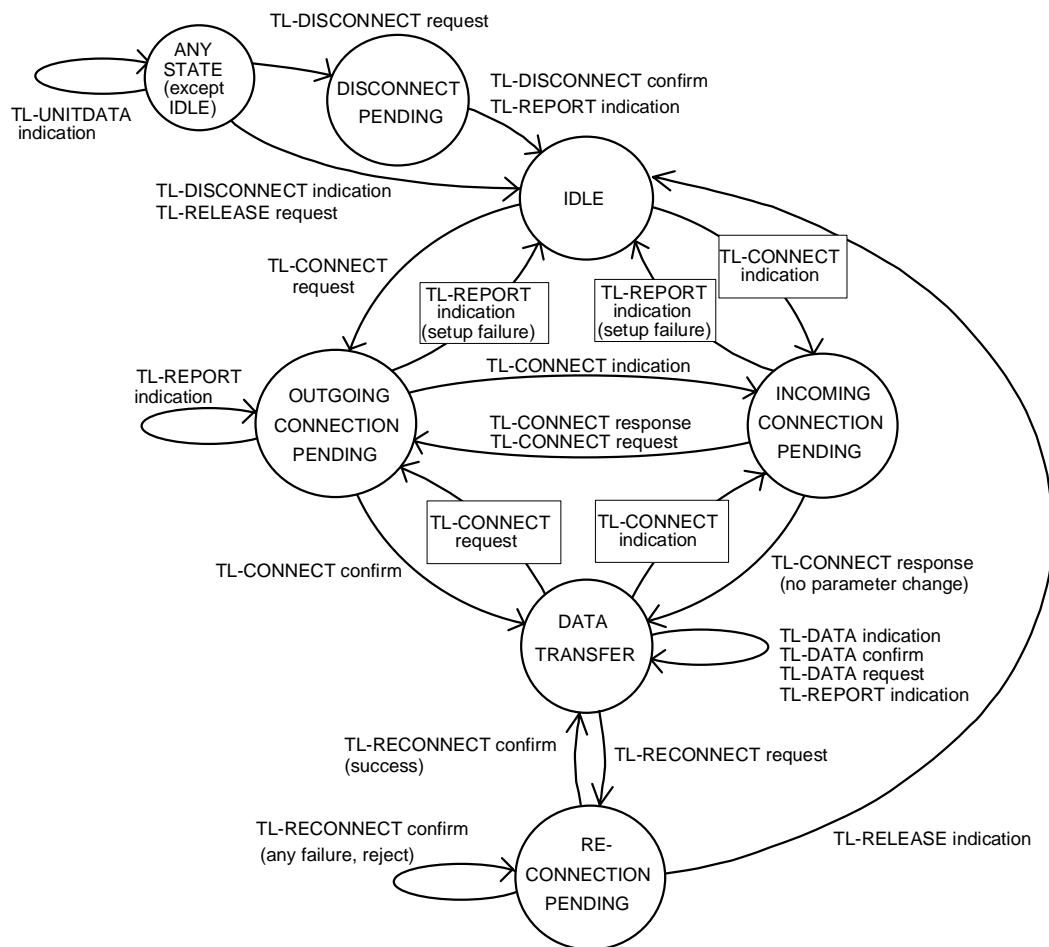 TL-DISCONNECT request
ANY
STATE
(except
IDLE)
TL-UNITDATA
indication
DISCONNECT
PENDING
TL-DISCONNECT confirm
TL-REPORT indication
TL-DISCONNECT indication
TL-RELEASE request
IDLE
TL-CONNECT
request
TL-REPORT
indication
(setup failure)
TL-REPORT
indication
(setup failure)
TL-CONNECT
indication
TL-REPORT
indication
OUTGOING
CONNECTION
PENDING
TL-CONNECT indication
TL-CONNECT response
TL-CONNECT request
INCOMING
CONNECTION
PENDING
TL-CONNECT
request
TL-CONNECT
indication
TL-CONNECT confirm
TL-CONNECT response
(no parameter change)
DATA
TRANSFER
TL-DATA indication
TL-DATA confirm
TL-DATA request
TL-REPORT indication
TL-RECONNECT confirm
(success)
TL-RECONNECT request
TL-RECONNECT confirm
(any failure, reject)
RE-
CONNECTION
PENDING
TL-RELEASE indication